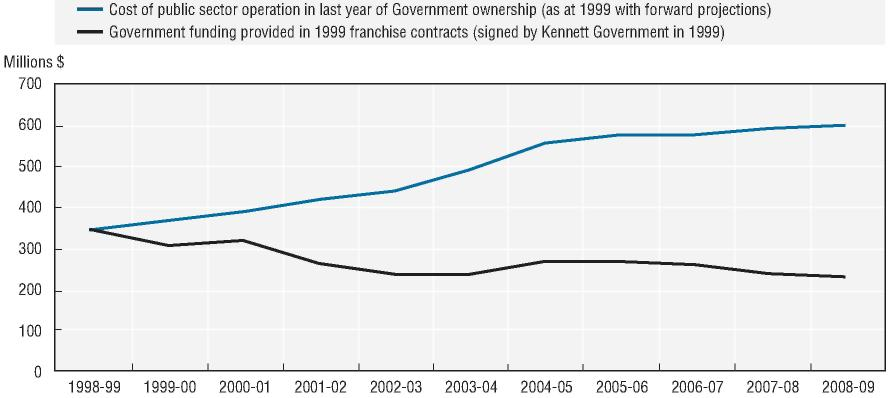 Cost of public sector operation in last year of Government ownership (as at 1999 with forward projections)
Government funding provided in 1999 franchise contracts (signed by Kennett Government in 1999)
Millions $
700
600
500
400
300
200
100
0
1998-99 1999-00 2000-01 2001-02 2002-03 2003-04 2004-05 2005-06 2006-07 2007-08 2008-09